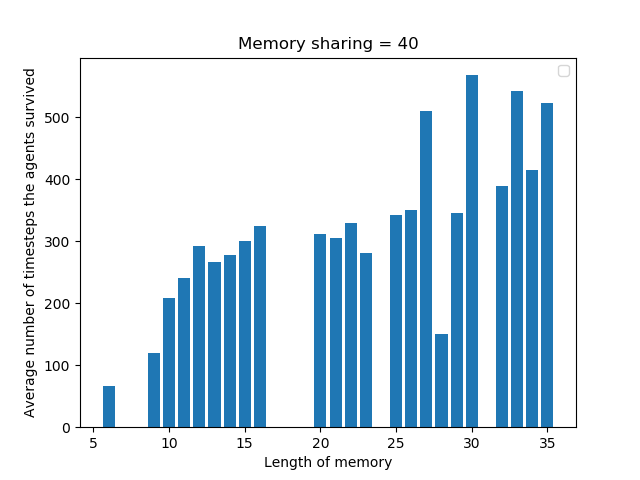 Memory sharing = 40
Average number of timesteps the agents survived
500
400
300
200
100
0
5 10 15 20 25 30 35
Length of memory